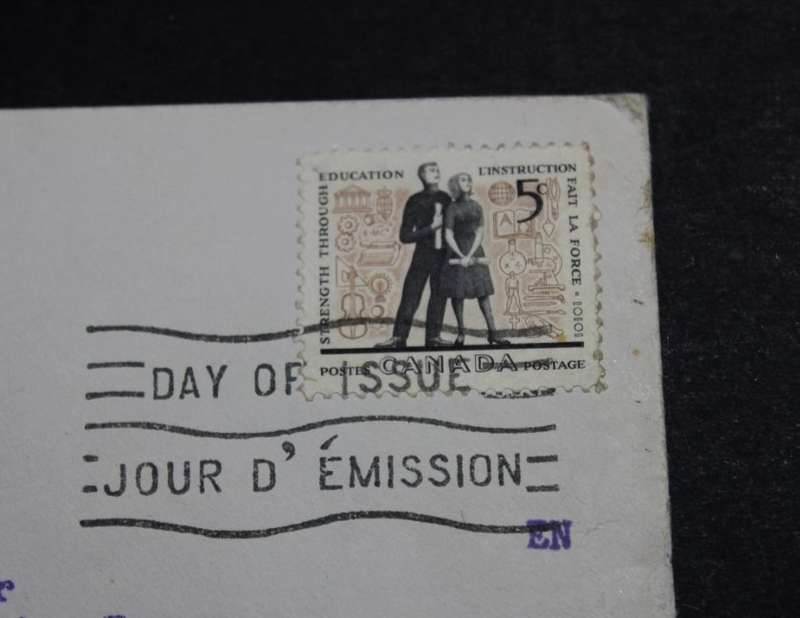 EDUCATION L'INSTRUCTION
STRENGTH THROUGH
5c
FAIT LA FORCE
POSTES CANADA POSTAGE
DAY OF ISSUE
JOUR D'ÉMISSION
EN
r